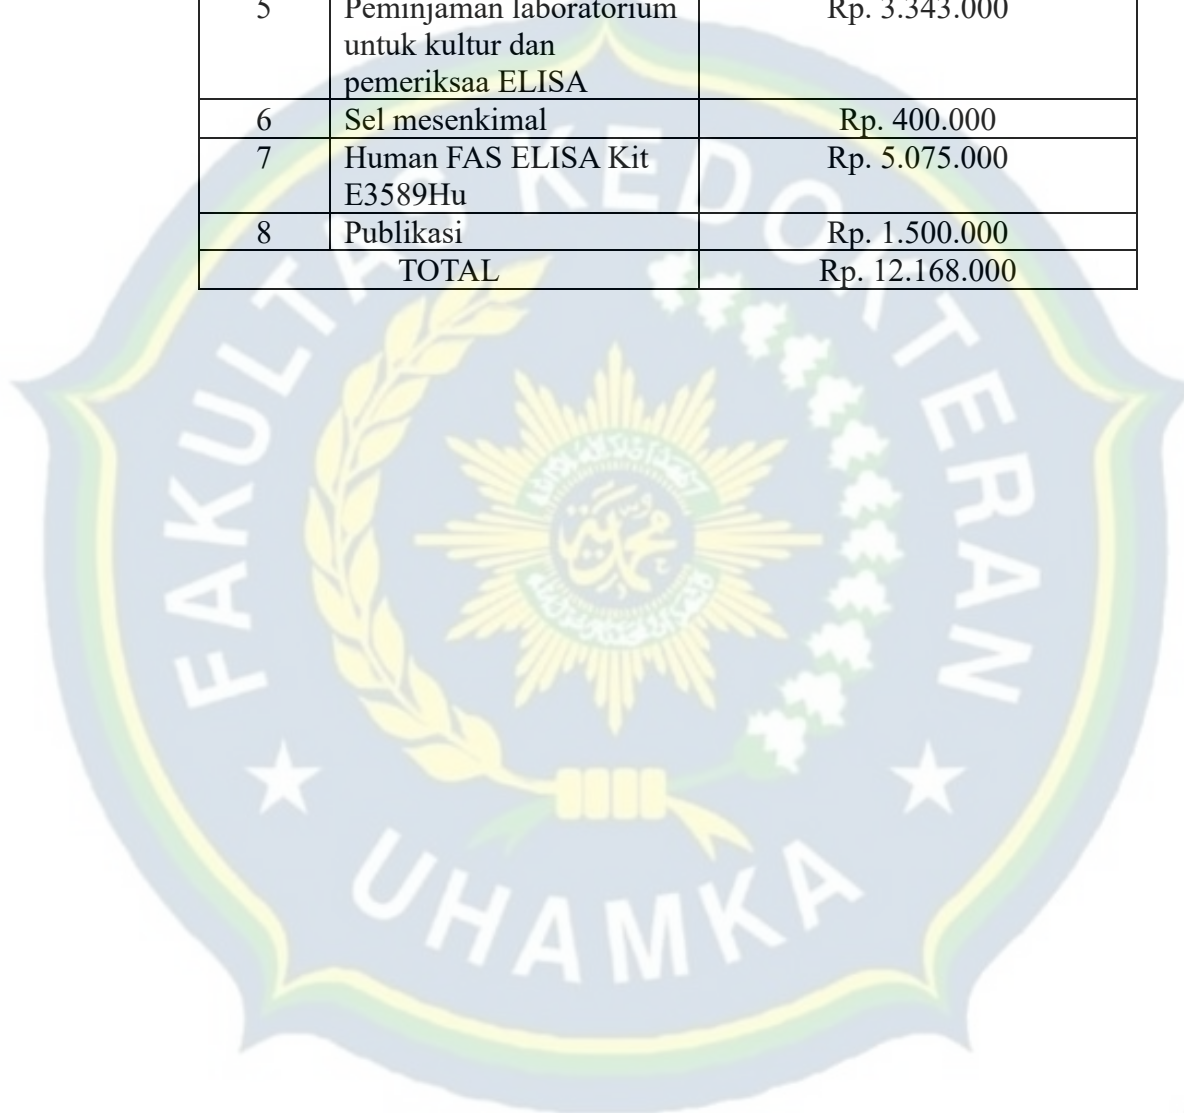 5 Peminjaman laboratorium Rp. 3.343.000
untuk kultur dan
pemeriksaa ELISA
6 Sel mesenkimal Rp. 400.000
7 Human FAS ELISA Kit Rp. 5.075.000
E3589Hu
8 Publikasi Rp. 1.500.000
TOTAL Rp. 12.168.000
FAKULTAS KEDOKTERAN
محمدية
UHAMKA